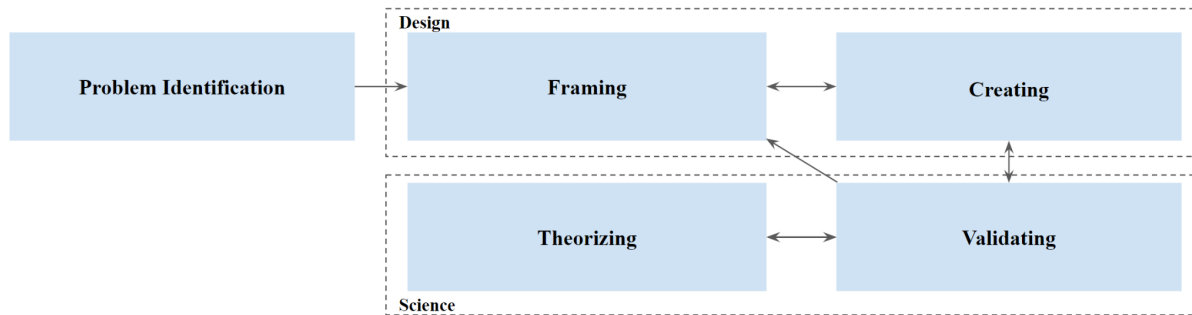 Design
Problem Identification
Framing
Creating
Theorizing
Validating
Science